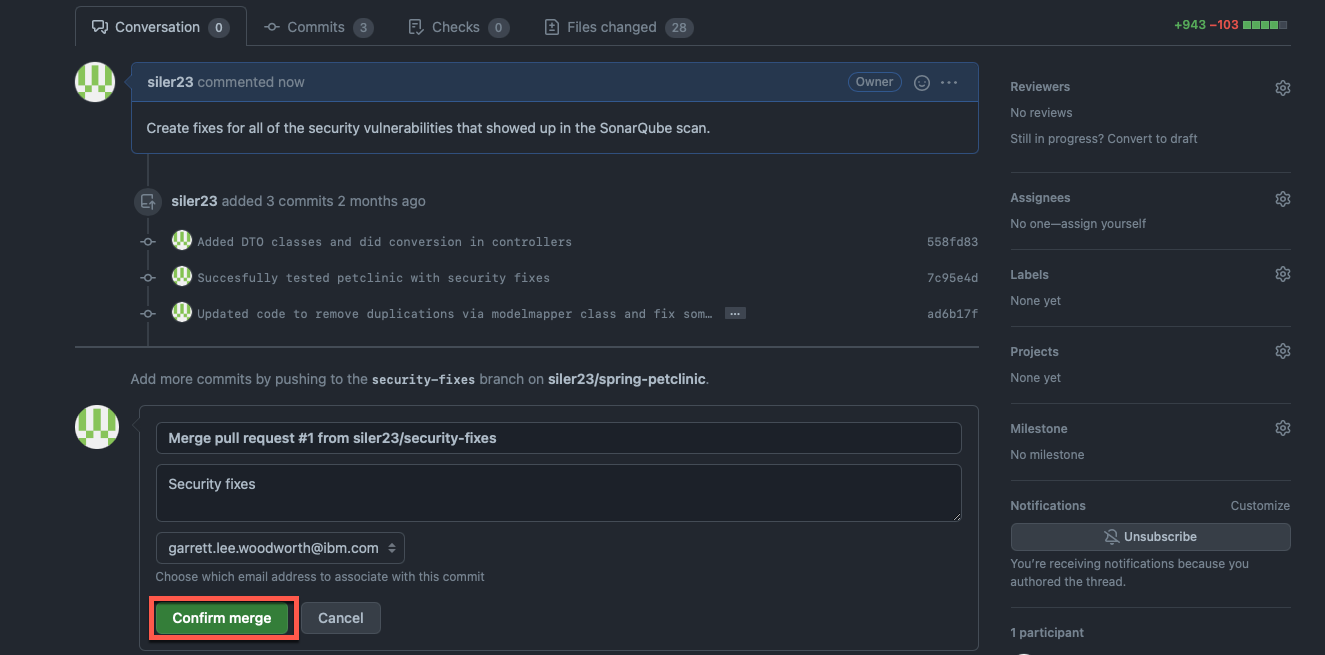 Conversation 0 Commits 3 Checks 0 Files changed 28 +943 −103
siler23 commented now Owner ...
Create fixes for all of the security vulnerabilities that showed up in the SonarQube scan.
siler23 added 3 commits 2 months ago
Added DTO classes and did conversion in controllers 558fd83
Succesfully tested petclinic with security fixes 7c95e4d
Updated code to remove duplications via modelmapper class and fix som… ... ad6b17f
Add more commits by pushing to the security-fixes branch on siler23/spring-petclinic.
Merge pull request #1 from siler23/security-fixes
Security fixes
garrett.lee.woodworth@ibm.com
Choose which email address to associate with this commit
Confirm merge Cancel
Reviewers
No reviews
Still in progress? Convert to draft
Assignees
No one—assign yourself
Labels
None yet
Projects
None yet
Milestone
No milestone
Notifications Customize
Unsubscribe
You're receiving notifications because you
authored the thread.
1 participant